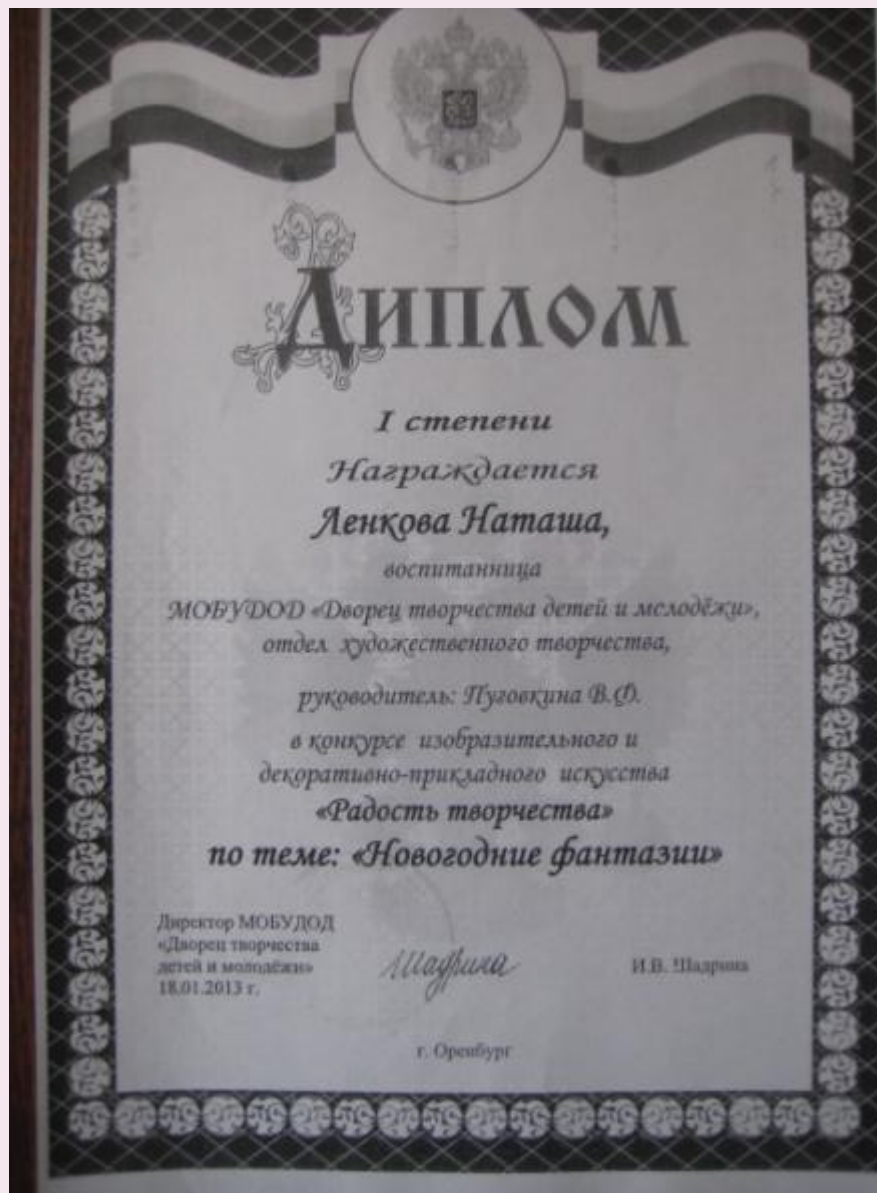 Диплом
I степени
Награждается
Ленкова Наташа,
воспитанница
МОБУДОД «Дворец творчества детей и мелодёжи»,
отдел художественного творчества,
руководитель: Пуговкина В.Ф.
в конкурсе изобразительного и
декоративно-прикладного искусства
«Радость творчества»
по теме: «Новогодние фантазии»
Директор МОБУДОД
«Дворец творчества
детей и молодёжи»
18.01.2013 г.
Шадрина
И.В. Шадрина
г. Оренбург